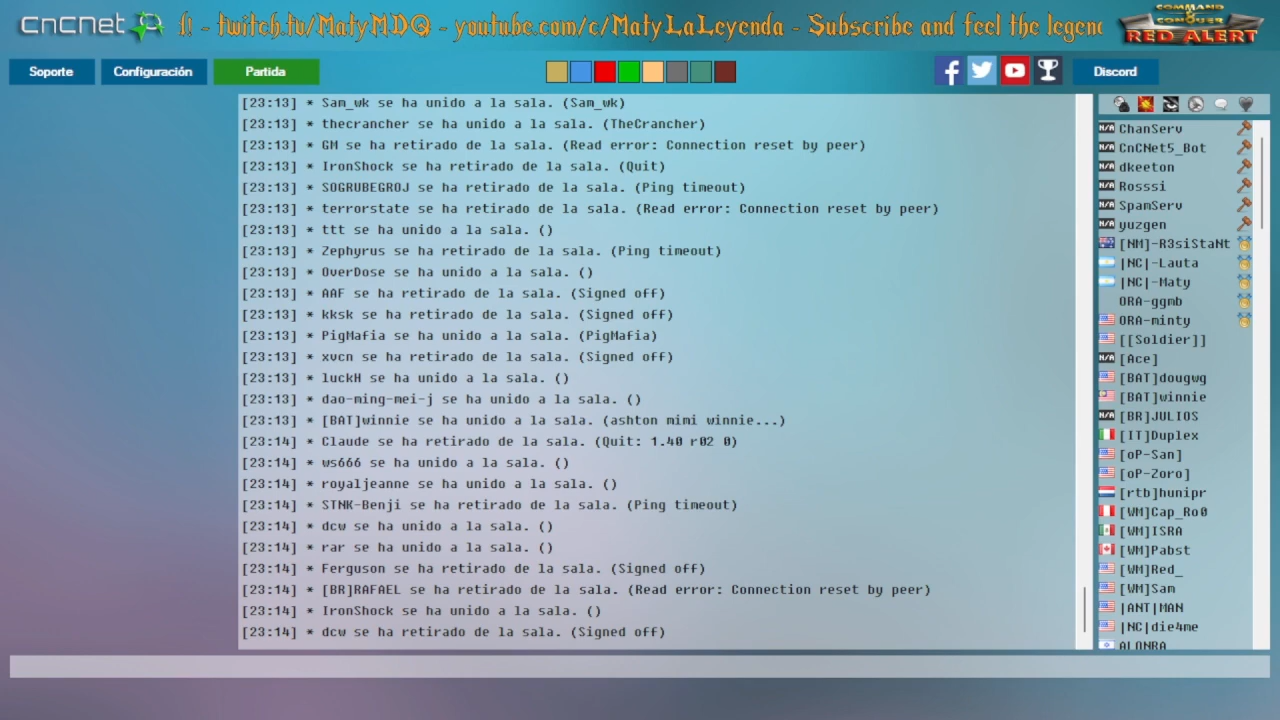 CnCNet
! - twitch.tv/MatyMDQ - youtube.com/c/MatyLaLeyenda - Subscribe and feel the legend
COMMAND & CONQUER
RED ALERT
Soporte
Configuración
Partida
Discord
[23:13] * Sam_wk se ha unido a la sala. (Sam_wk)
[23:13] * thecrancher se ha unido a la sala. (TheCrancher)
[23:13] * GM se ha retirado de la sala. (Read error: Connection reset by peer)
[23:13] * IronShock se ha retirado de la sala. (Quit)
[23:13] * SOGRUBEGROJ se ha retirado de la sala. (Ping timeout)
[23:13] * terrorstate se ha retirado de la sala. (Read error: Connection reset by peer)
[23:13] * ttt se ha unido a la sala. ()
[23:13] * Zephyrus se ha retirado de la sala. (Ping timeout)
[23:13] * OverDose se ha unido a la sala. ()
[23:13] * AAF se ha retirado de la sala. (Signed off)
[23:13] * kksk se ha retirado de la sala. (Signed off)
[23:13] * PigMafia se ha unido a la sala. (PigMafia)
[23:13] * xvcn se ha retirado de la sala. (Signed off)
[23:13] * luckH se ha unido a la sala. ()
[23:13] * dao-ming-mei-j se ha unido a la sala. ()
[23:13] * [BAT]winnie se ha unido a la sala. (ashton mimi winnie...)
[23:14] * Claude se ha retirado de la sala. (Quit: 1.40 r02 0)
[23:14] * ws666 se ha unido a la sala. ()
[23:14] * royaljeanne se ha unido a la sala. ()
[23:14] * STNK-Benji se ha retirado de la sala. (Ping timeout)
[23:14] * dcw se ha unido a la sala. ()
[23:14] * rar se ha unido a la sala. ()
[23:14] * Ferguson se ha retirado de la sala. (Signed off)
[23:14] * [BR]RAFAEL se ha retirado de la sala. (Read error: Connection reset by peer)
[23:14] * IronShock se ha unido a la sala. ()
[23:14] * dcw se ha retirado de la sala. (Signed off)
N/A ChanServ
N/A CnCNet5_Bot
N/A dkeeton
N/A Rosssi
N/A SpamServ
N/A yuzgen
[NM]-R3siStaNt
|NC|-Lauta
|NC|-Maty
ORA-ggmb
ORA-minty
[[Soldier]]
N/A [Ace]
[BAT]dougwg
[BAT]winnie
N/A [BR]JULIOS
[IT]Duplex
[oP-San]
[oP-Zoro]
[rtb]hunipr
[WM]Cap_Ro0
[WM]ISRA
[WM]Pabst
[WM]Red_
[WM]Sam
|ANT|MAN
|NC|die4me
ALONRA